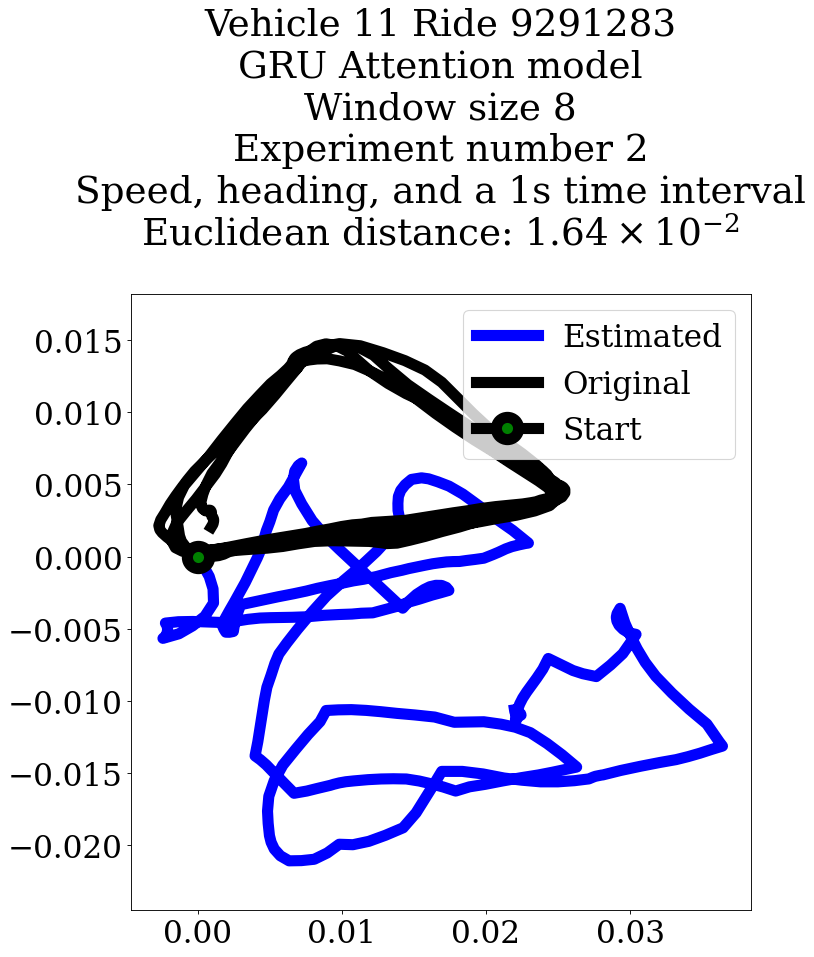 Vehicle 11 Ride 9291283
GRU Attention model
Window size 8
Experiment number 2
Speed, heading, and a 1s time interval
Euclidean distance: 1.64 × 10⁻²
Estimated
Original
Start
0.015
0.010
0.005
0.000
−0.005
−0.010
−0.015
−0.020
0.00 0.01 0.02 0.03